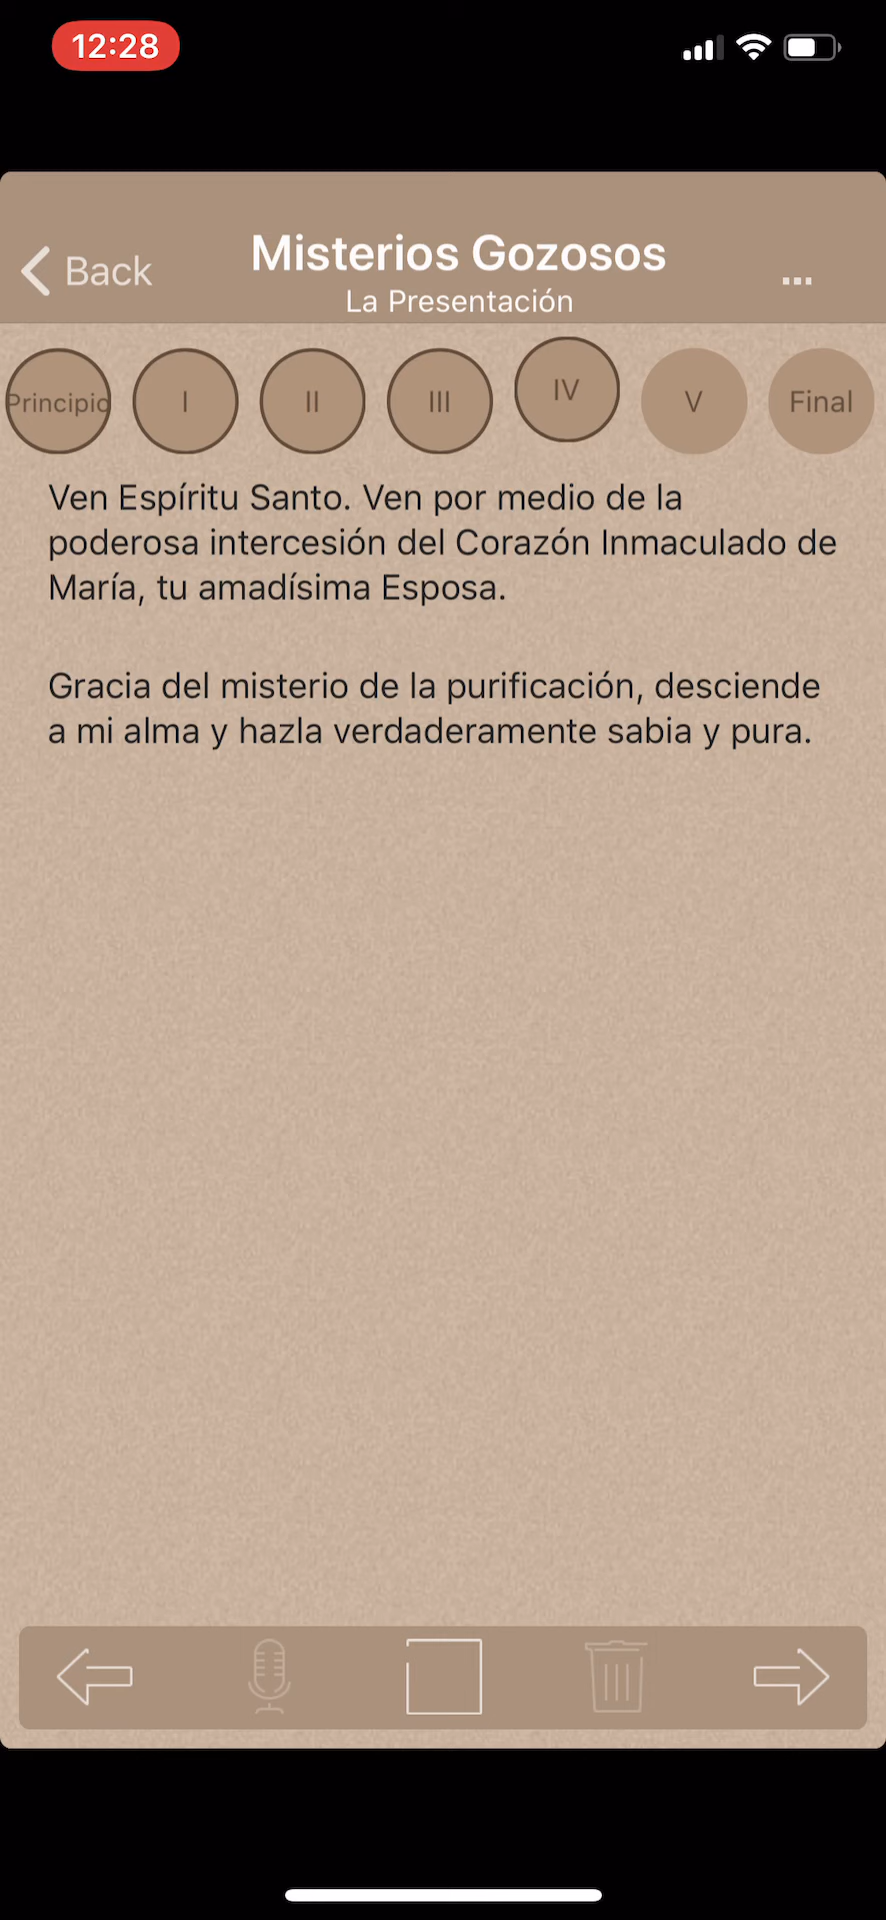 12:28
Back
Misterios Gozosos
...
La Presentación
Principio
I
II
III
IV
V
Final
Ven Espíritu Santo. Ven por medio de la
poderosa intercesión del Corazón Inmaculado de
María, tu amadísima Esposa.
Gracia del misterio de la purificación, desciende
a mi alma y hazla verdaderamente sabia y pura.